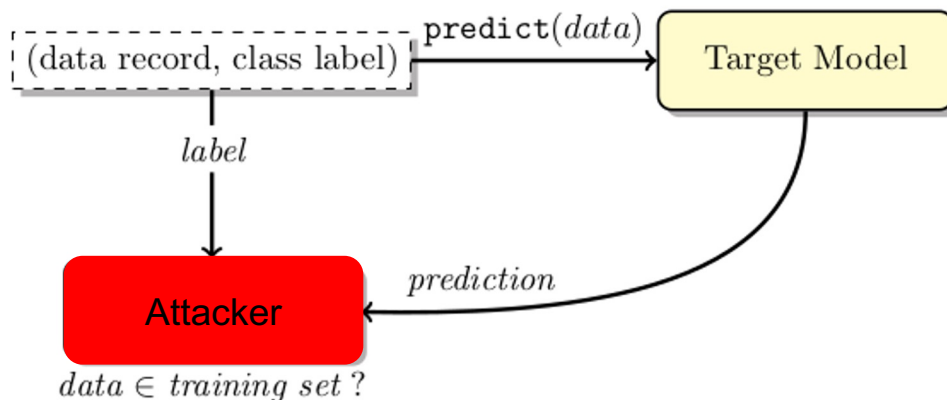 predict(data)
(data record, class label)
Target Model
label
prediction
Attacker
data ∈ training set ?